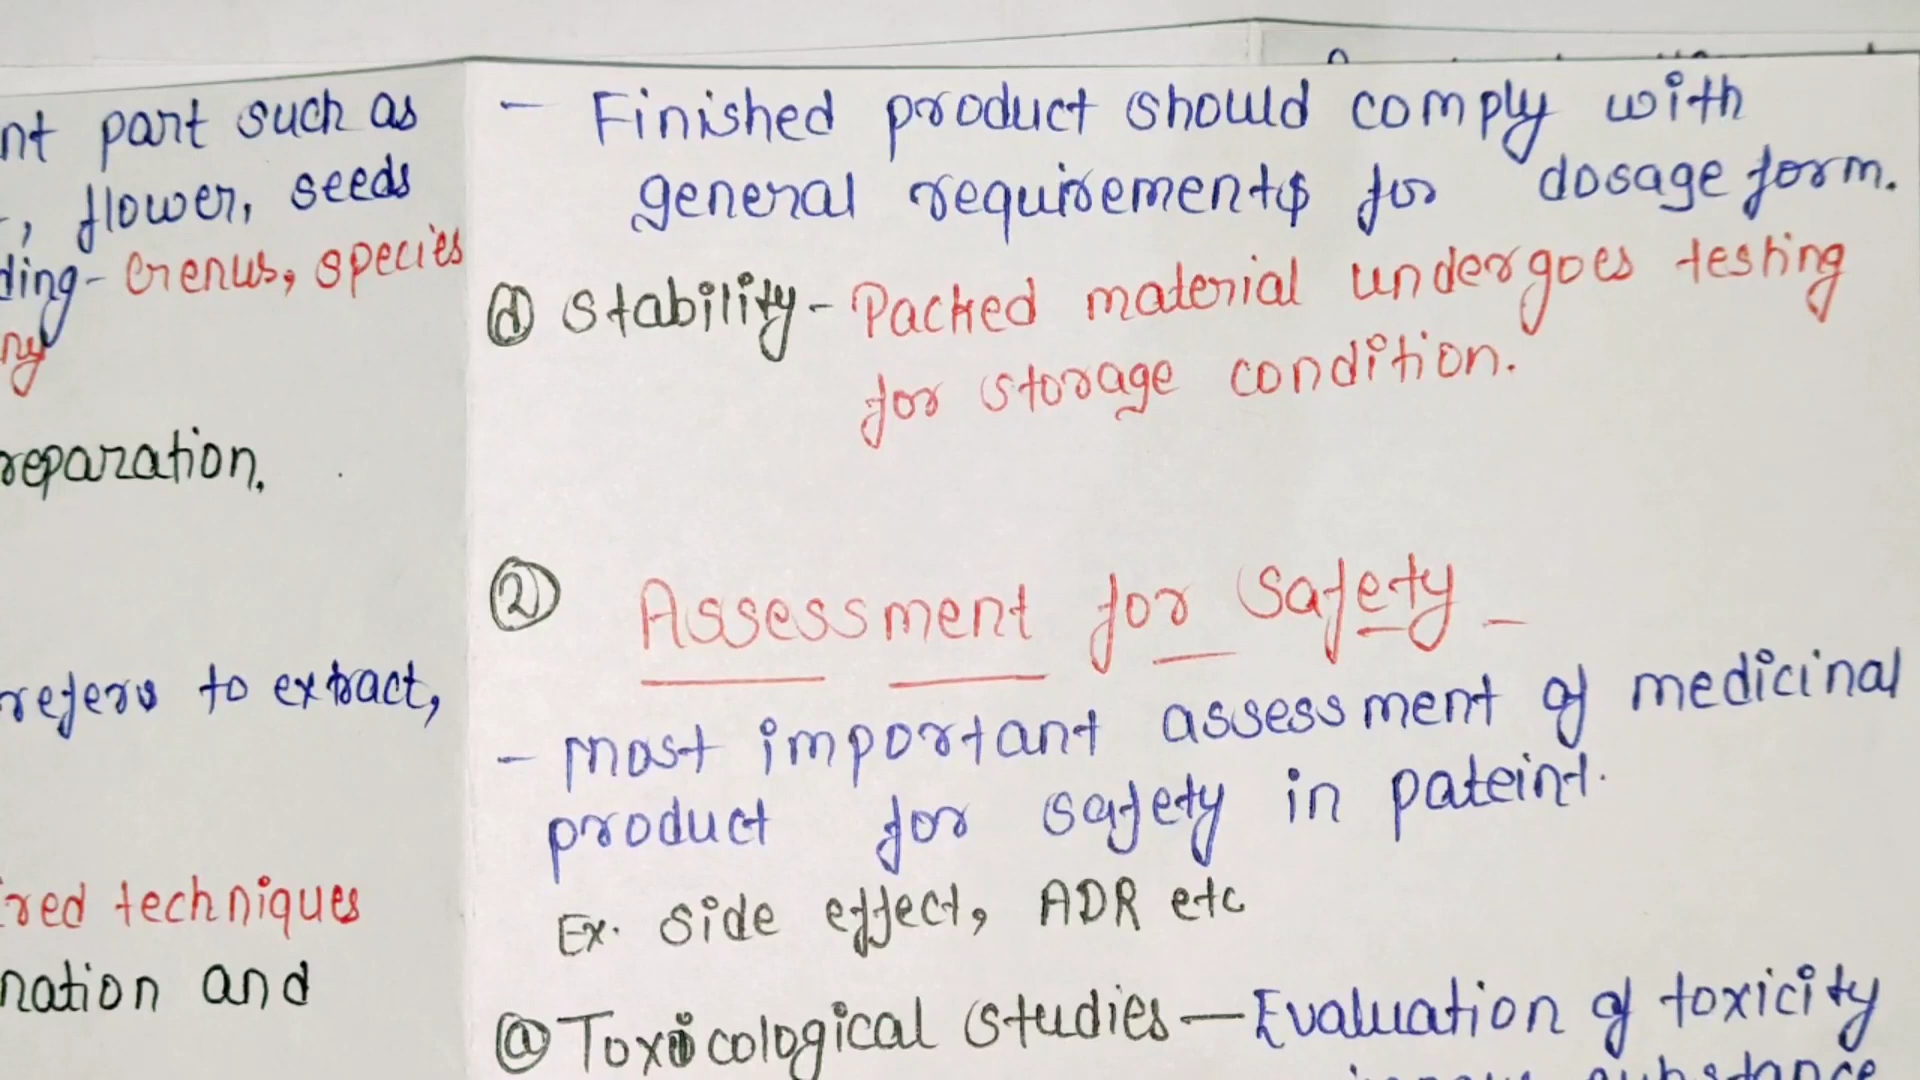 nt part such as
, flower, seeds
ding- Genus, species
ny
reparation.
refers to extract,
red techniques
nation and
- Finished product should comply with
general requirements for dosage form.
(d) Stability - Packed material undergoes testing
for storage condition.
(2) Assessment for Safety -
- most important assessment of medicinal
product for safety in pateint.
Ex. side effect, ADR etc
(a) Toxicological studies - Evaluation of toxicity
substance